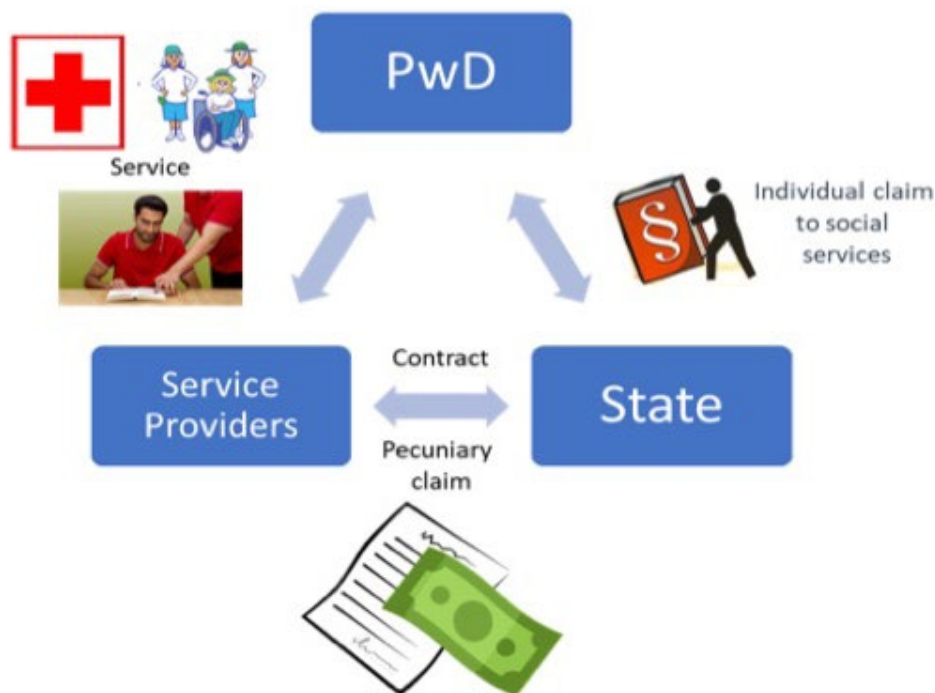 PwD
Service
Individual claim
to social
services
§
Service
Providers
Contract
State
Pecuniary
claim